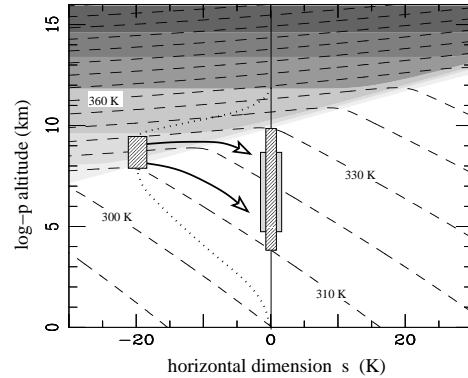 15
10
5
0
log−p altitude (km)
360 K
330 K
300 K
310 K
−20
0
20
horizontal dimension s (K)